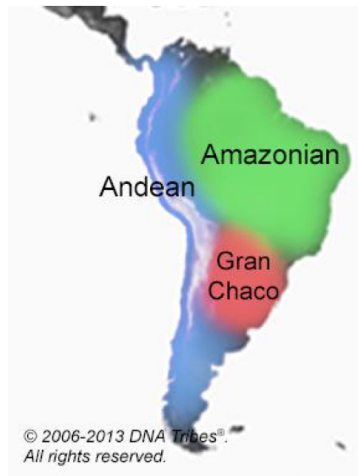 Amazonian
Andean
Gran
Chaco
© 2006-2013 DNA Tribes®.
All rights reserved.